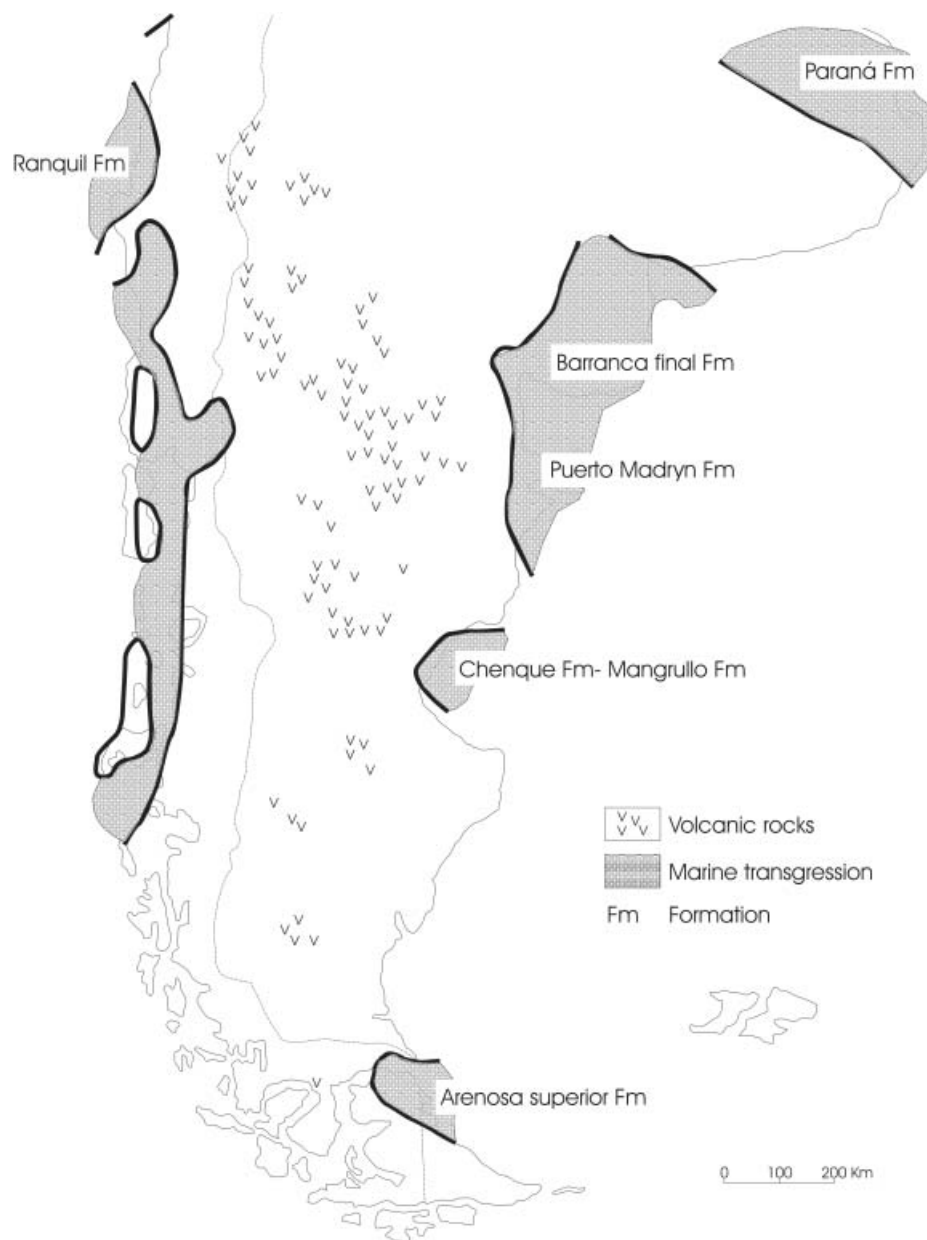 Paraná Fm
Ranquil Fm
Barranca final Fm
Puerto Madryn Fm
Chenque Fm- Mangrullo Fm
Volcanic rocks
Marine transgression
Fm Formation
Arenosa superior Fm
0 100 200 Km